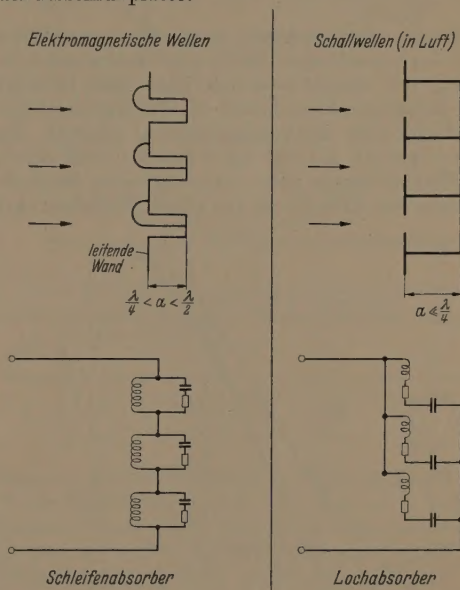 Elektromagnetische Wellen
Schallwellen (in Luft)
leitende
Wand
λ/4 < a < λ/2
a ≪ λ/4
Schleifenabsorber
Lochabsorber